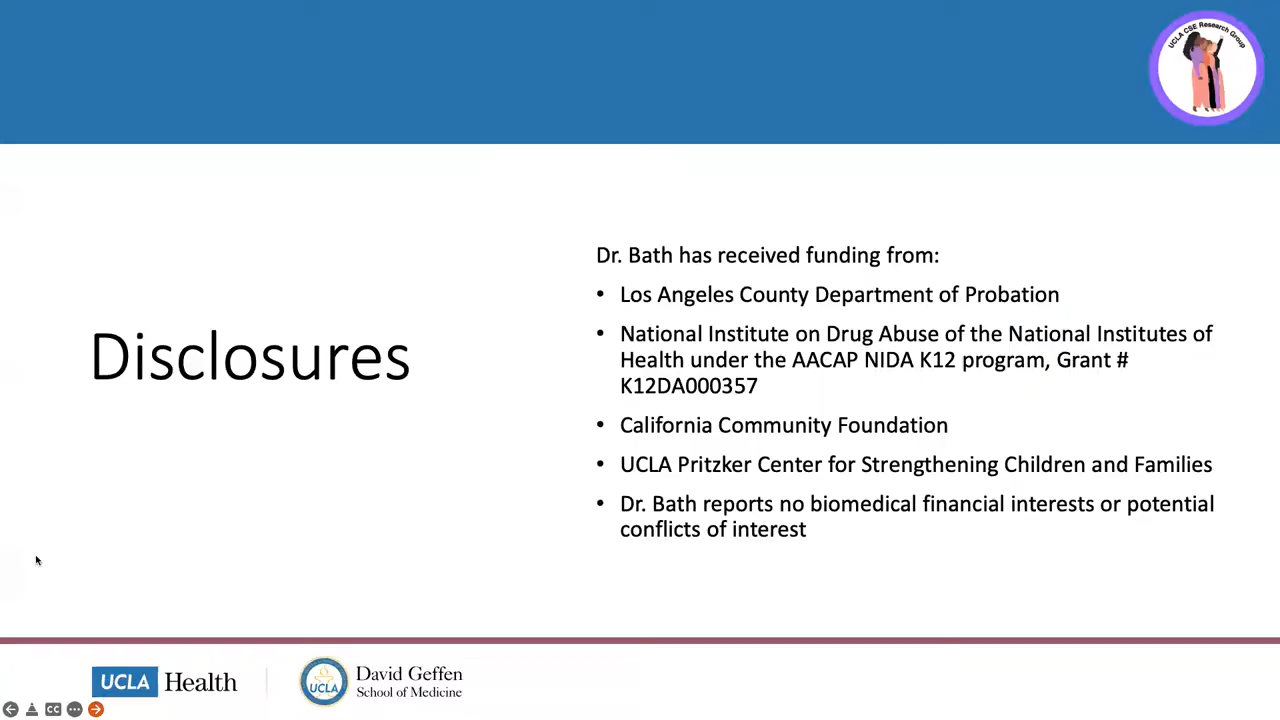 UCLA CSE Research Group
Disclosures
Dr. Bath has received funding from:
• Los Angeles County Department of Probation
• National Institute on Drug Abuse of the National Institutes of
Health under the AACAP NIDA K12 program, Grant #
K12DA000357
• California Community Foundation
• UCLA Pritzker Center for Strengthening Children and Families
• Dr. Bath reports no biomedical financial interests or potential
conflicts of interest
UCLA Health
UCLA
David Geffen
School of Medicine
CC